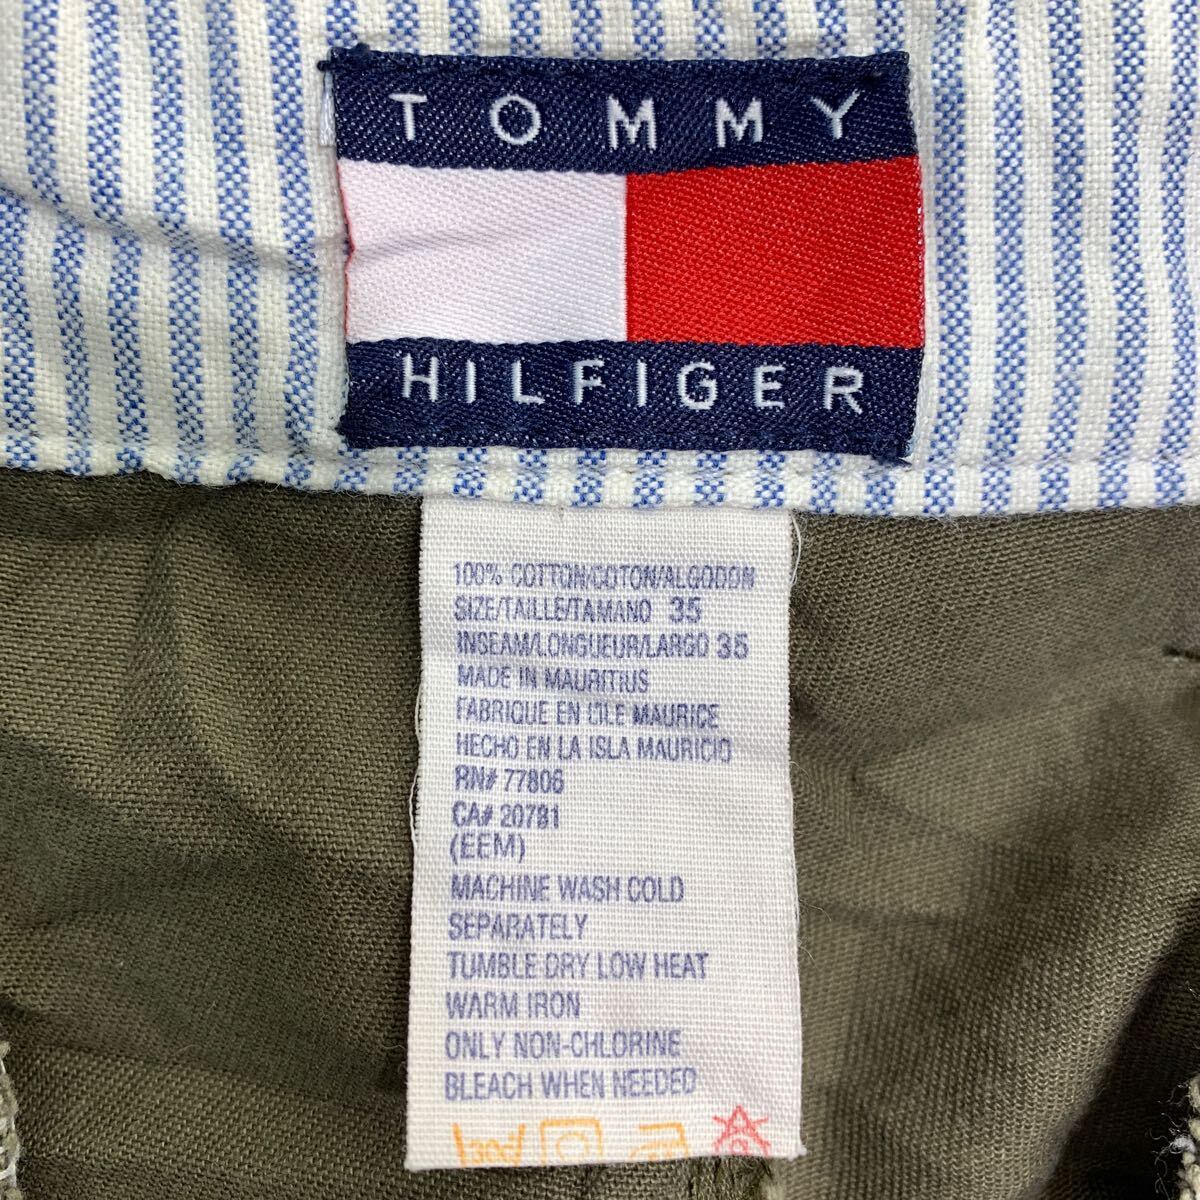 TOMMY
HILFIGER
100% COTTON/COTON/ALGODON
SIZE/TAILLE/TAMANO 35
INSEAM/LONGUEUR/LARGO 35
MADE IN MAURITIUS
FABRIQUE EN L'ILE MAURICE
HECHO EN LA ISLA MAURICIO
RN# 77806
CA# 20781
(EEM)
MACHINE WASH COLD
SEPARATELY
TUMBLE DRY LOW HEAT
WARM IRON
ONLY NON-CHLORINE
BLEACH WHEN NEEDED